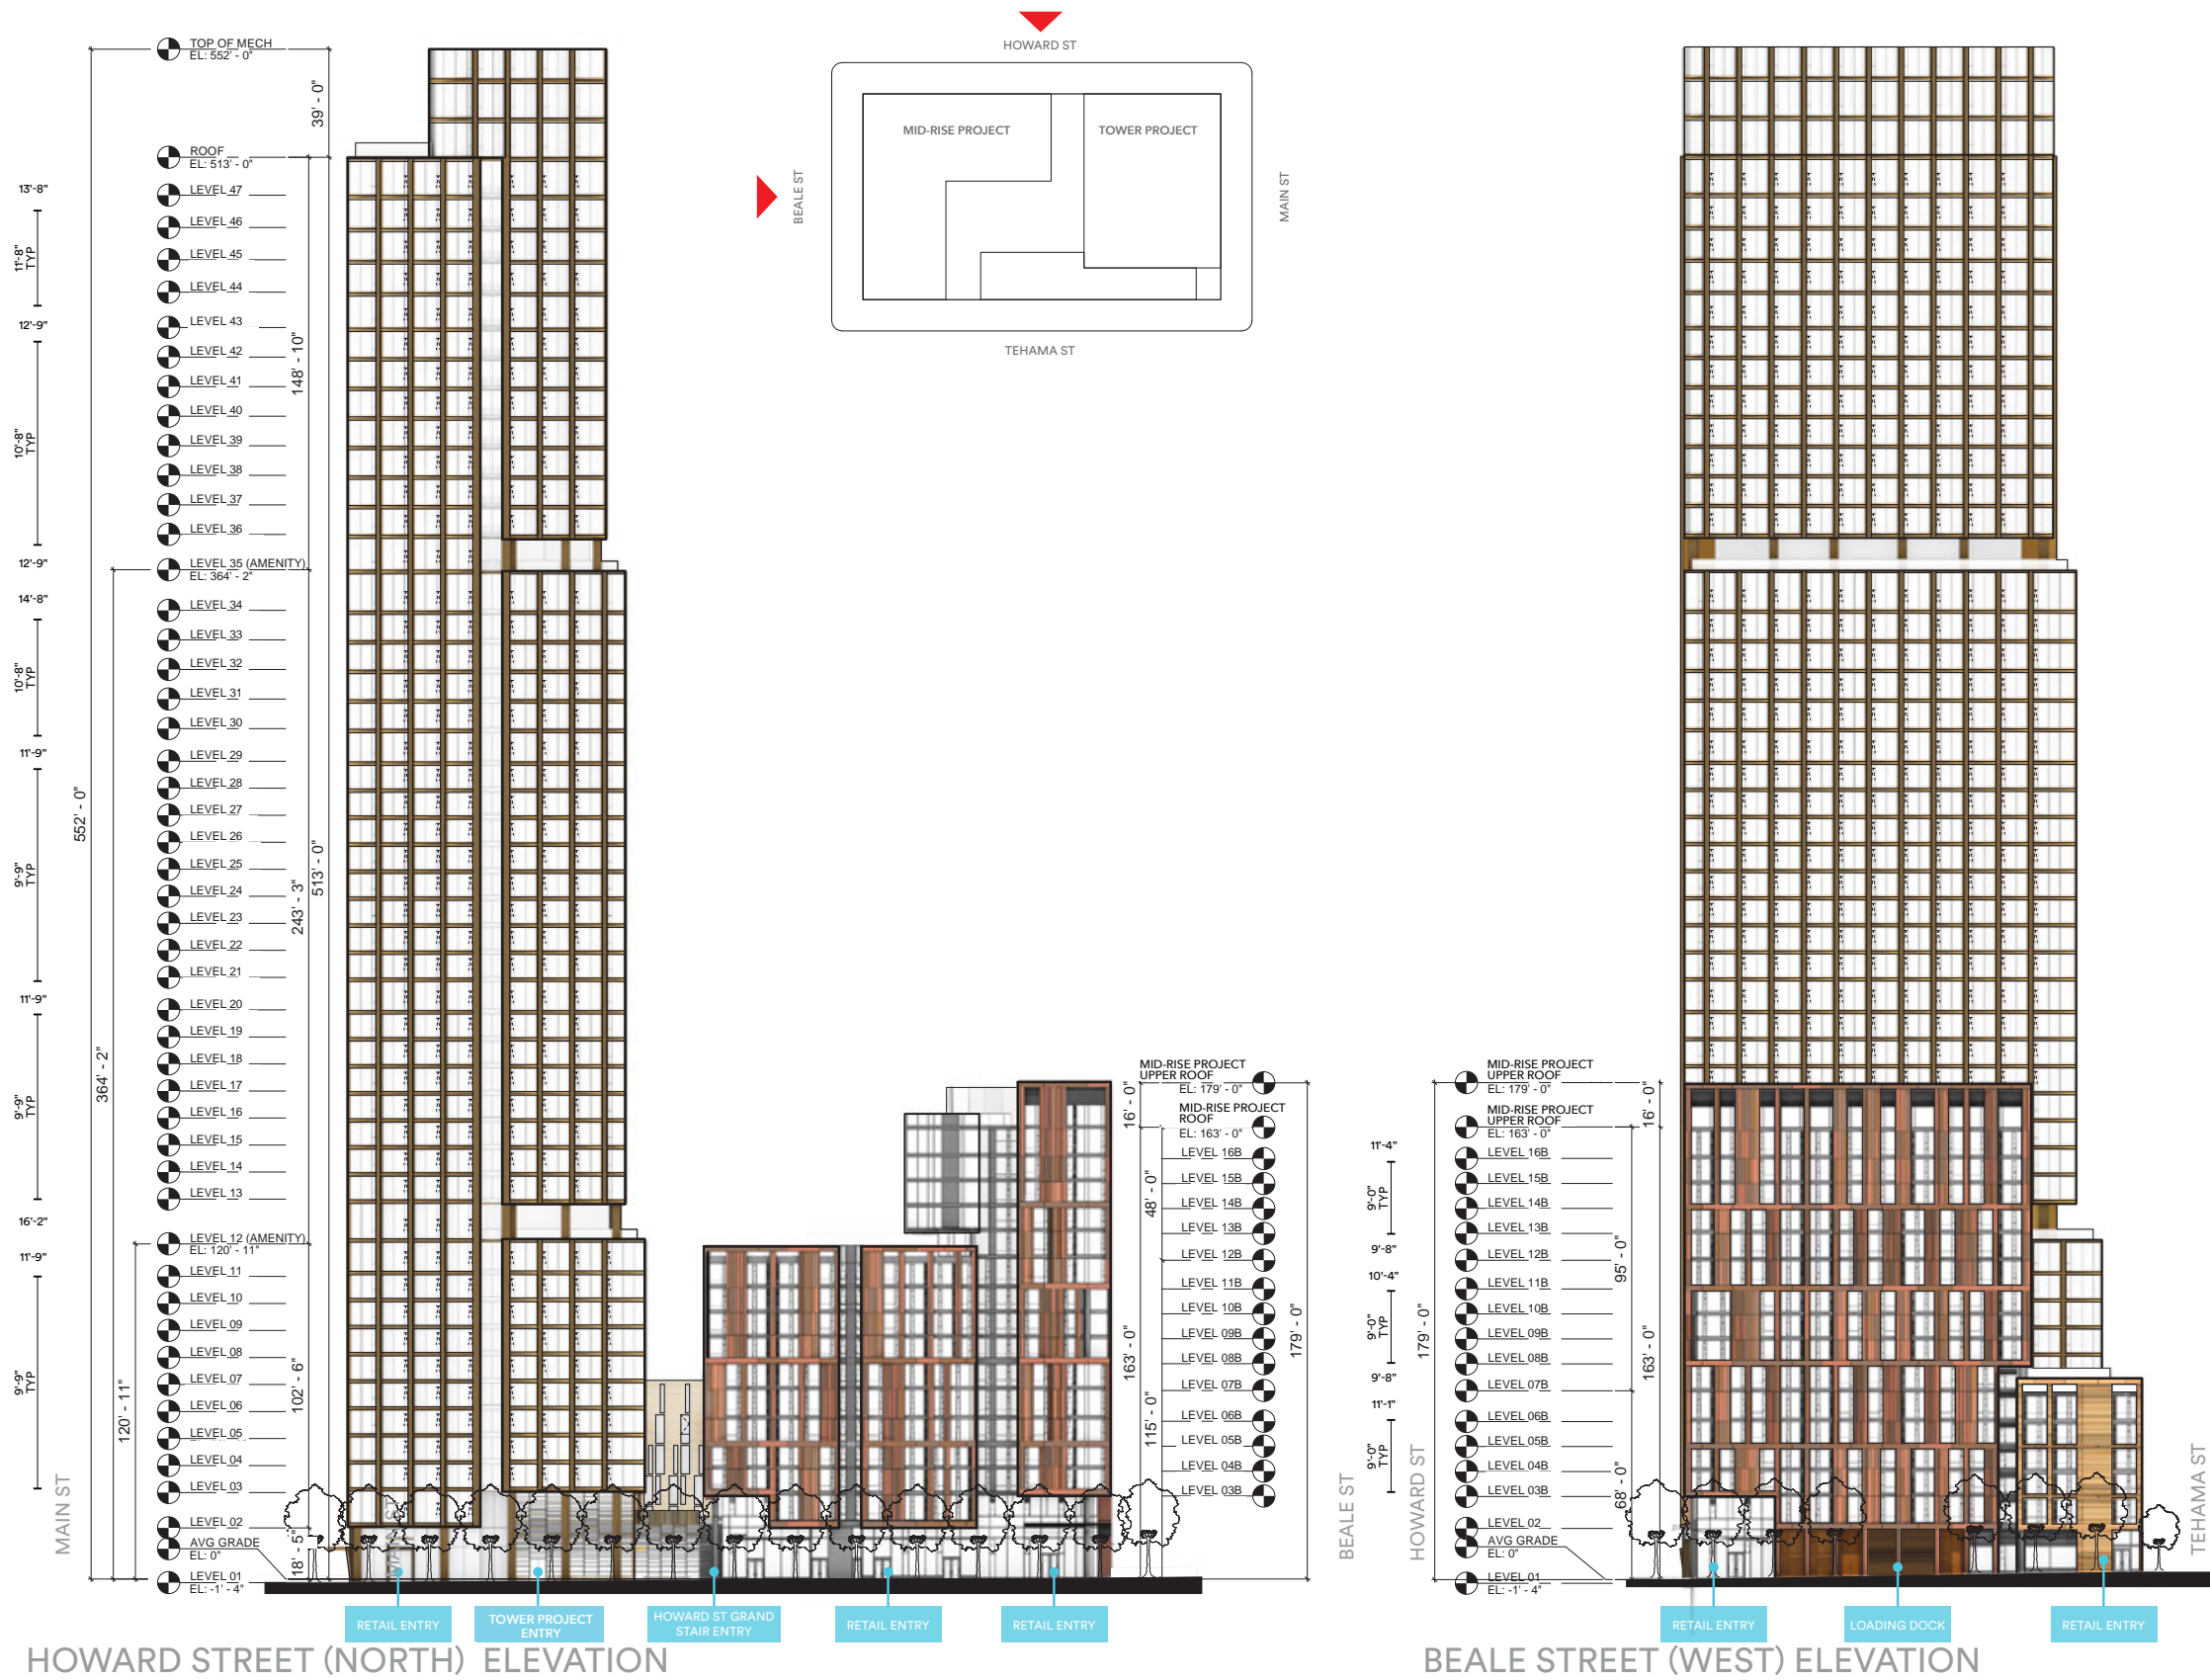 HOWARD ST
MID-RISE PROJECT
TOWER PROJECT
BEALE ST
MAIN ST
TEHAMA ST
TOP OF MECH
EL: 552' - 0"
ROOF
EL: 513' - 0"
LEVEL 47
LEVEL 46
LEVEL 45
LEVEL 44
LEVEL 43
LEVEL 42
LEVEL 41
LEVEL 40
LEVEL 39
LEVEL 38
LEVEL 37
LEVEL 36
LEVEL 35 (AMENITY)
EL: 364' - 2"
LEVEL 34
LEVEL 33
LEVEL 32
LEVEL 31
LEVEL 30
LEVEL 29
LEVEL 28
LEVEL 27
LEVEL 26
LEVEL 25
LEVEL 24
LEVEL 23
LEVEL 22
LEVEL 21
LEVEL 20
LEVEL 19
LEVEL 18
LEVEL 17
LEVEL 16
LEVEL 15
LEVEL 14
LEVEL 13
LEVEL 12 (AMENITY)
EL: 120' - 11"
LEVEL 11
LEVEL 10
LEVEL 09
LEVEL 08
LEVEL 07
LEVEL 06
LEVEL 05
LEVEL 04
LEVEL 03
LEVEL 02
AVG GRADE
EL: 0"
LEVEL 01
EL: -1' - 4"
13'-8"
11'-8"
TYP
12'-9"
10'-8"
TYP
12'-9"
14'-8"
10'-8"
TYP
11'-9"
9'-9"
TYP
11'-9"
9'-9"
TYP
16'-2"
11'-9"
9'-9"
TYP
39' - 0"
148' - 10"
552' - 0"
513' - 0"
243' - 3"
364' - 2"
102' - 6"
120' - 11"
18' - 5"
MAIN ST
MID-RISE PROJECT
UPPER ROOF
EL: 179' - 0"
MID-RISE PROJECT
ROOF
EL: 163' - 0"
LEVEL 16B
LEVEL 15B
LEVEL 14B
LEVEL 13B
LEVEL 12B
LEVEL 11B
LEVEL 10B
LEVEL 09B
LEVEL 08B
LEVEL 07B
LEVEL 06B
LEVEL 05B
LEVEL 04B
LEVEL 03B
16' - 0"
48' - 0"
163' - 0"
115' - 0"
179' - 0"
BEALE ST
RETAIL ENTRY
TOWER PROJECT
ENTRY
HOWARD ST GRAND
STAIR ENTRY
RETAIL ENTRY
RETAIL ENTRY
HOWARD STREET (NORTH) ELEVATION
MID-RISE PROJECT
UPPER ROOF
EL: 179' - 0"
MID-RISE PROJECT
UPPER ROOF
EL: 163' - 0"
LEVEL 16B
LEVEL 15B
LEVEL 14B
LEVEL 13B
LEVEL 12B
LEVEL 11B
LEVEL 10B
LEVEL 09B
LEVEL 08B
LEVEL 07B
LEVEL 06B
LEVEL 05B
LEVEL 04B
LEVEL 03B
LEVEL 02
AVG GRADE
EL: 0"
LEVEL 01
EL: -1' - 4"
11'-4"
9'-0"
TYP
9'-8"
10'-4"
9'-0"
TYP
9'-8"
11'-1"
9'-0"
TYP
179' - 0"
16' - 0"
95' - 0"
163' - 0"
68' - 0"
HOWARD ST
TEHAMA ST
RETAIL ENTRY
LOADING DOCK
RETAIL ENTRY
BEALE STREET (WEST) ELEVATION